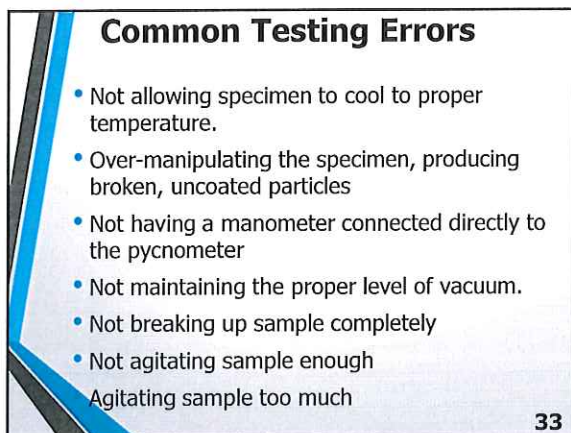 Common Testing Errors
• Not allowing specimen to cool to proper
temperature.
• Over-manipulating the specimen, producing
broken, uncoated particles
• Not having a manometer connected directly to
the pycnometer
• Not maintaining the proper level of vacuum.
• Not breaking up sample completely
• Not agitating sample enough
Agitating sample too much
33